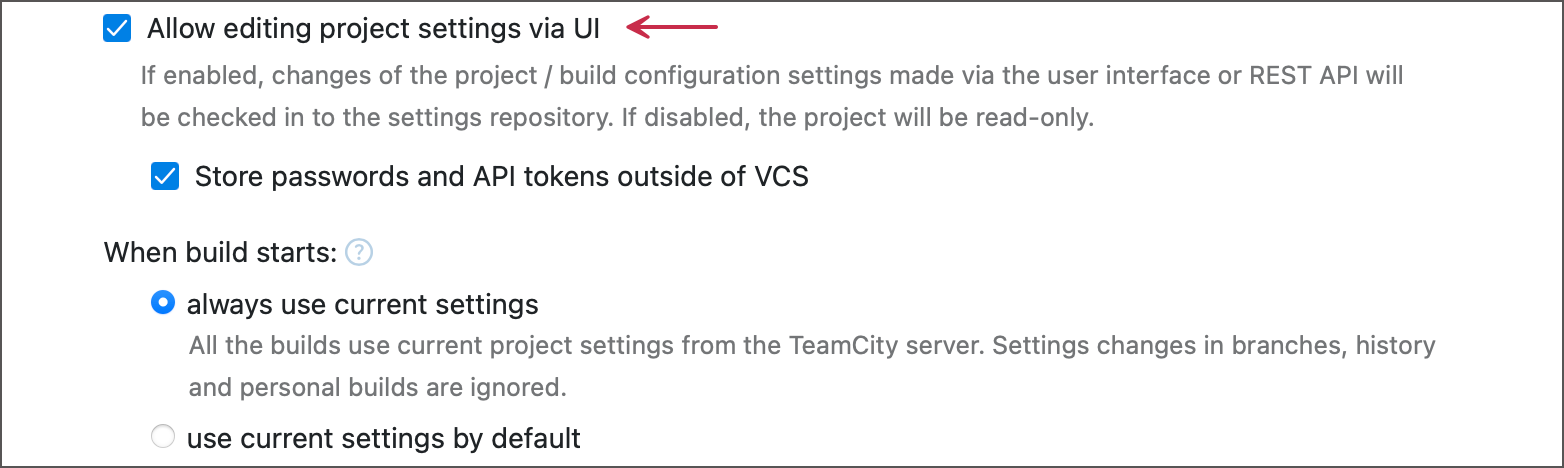 Allow editing project settings via UI
If enabled, changes of the project / build configuration settings made via the user interface or REST API will
be checked in to the settings repository. If disabled, the project will be read-only.
Store passwords and API tokens outside of VCS
When build starts: ?
always use current settings
All the builds use current project settings from the TeamCity server. Settings changes in branches, history
and personal builds are ignored.
use current settings by default